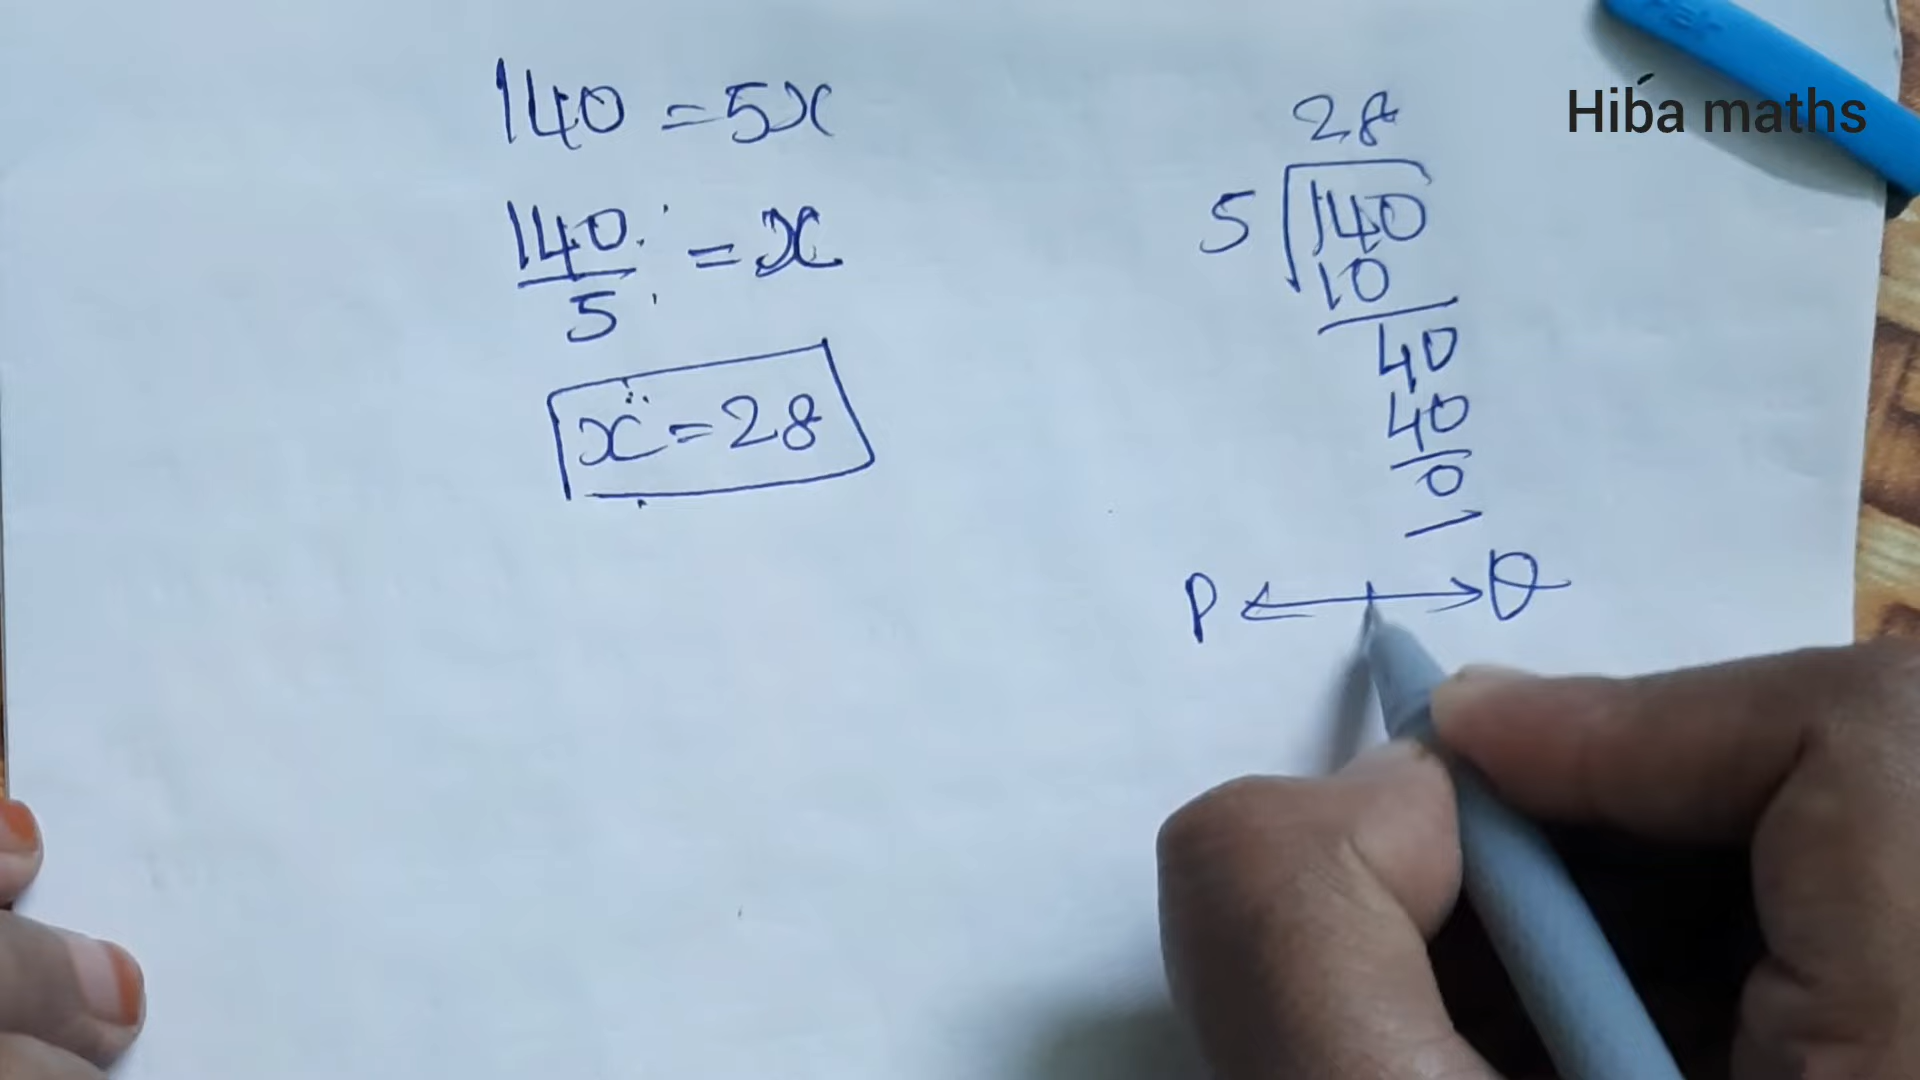 Hiba maths
140 = 5x
140/5 = x
x = 28
28
5 140
10
40
40
0
P Q